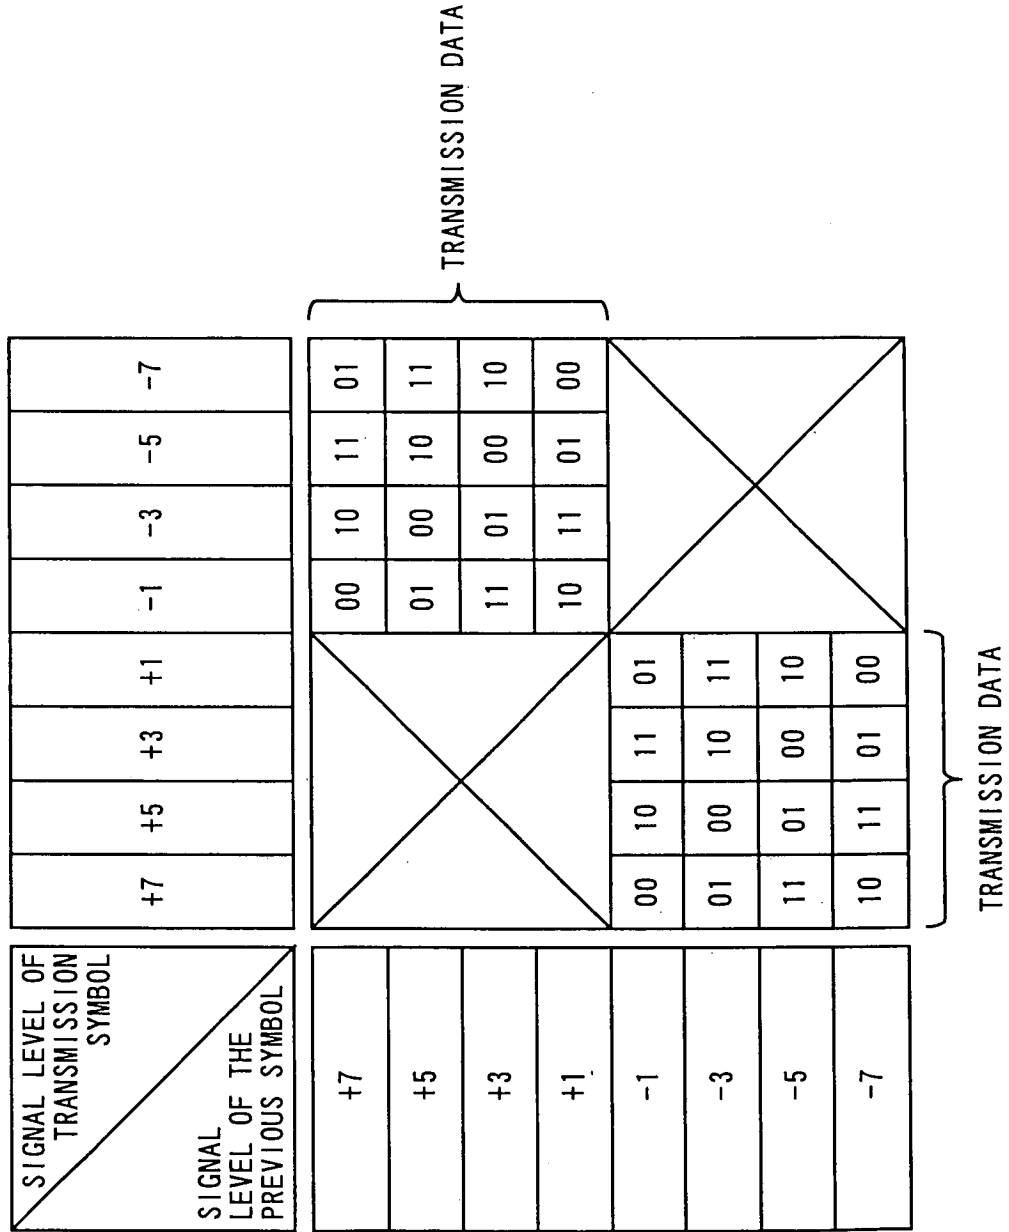 SIGNAL LEVEL OF
TRANSMISSION
SYMBOL
SIGNAL
LEVEL OF THE
PREVIOUS SYMBOL
+7 +5 +3 +1 -1 -3 -5 -7
+7 00 10 11 01
+5 01 00 10 11
+3 11 01 00 10
+1 10 11 01 00
TRANSMISSION DATA
-1 00 10 11 01
-3 01 00 10 11
-5 11 01 00 10
-7 10 11 01 00
TRANSMISSION DATA